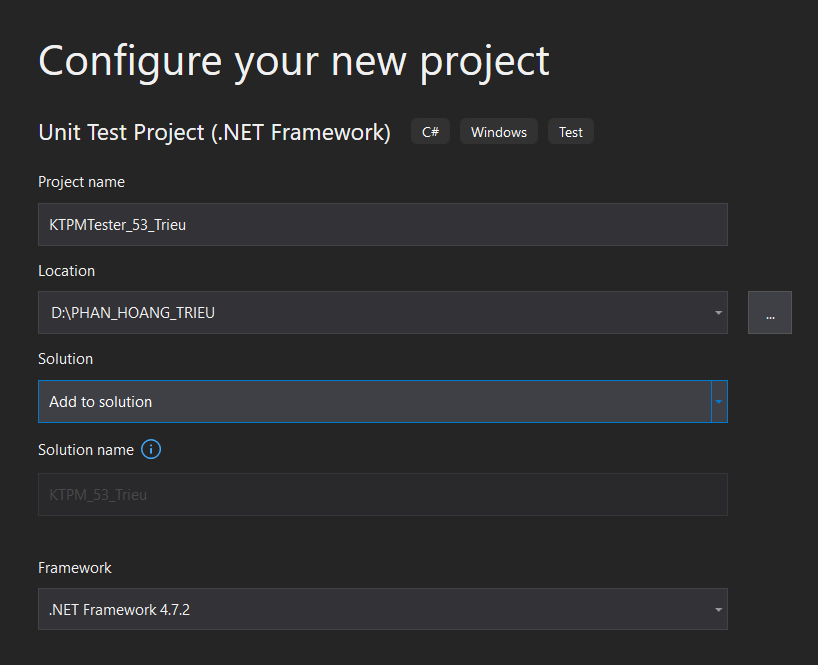 Configure your new project
Unit Test Project (.NET Framework) C# Windows Test
Project name
KTPMTester_53_Trieu
Location
D:\PHAN_HOANG_TRIEU
...
Solution
Add to solution
Solution name
KTPM_53_Trieu
Framework
.NET Framework 4.7.2